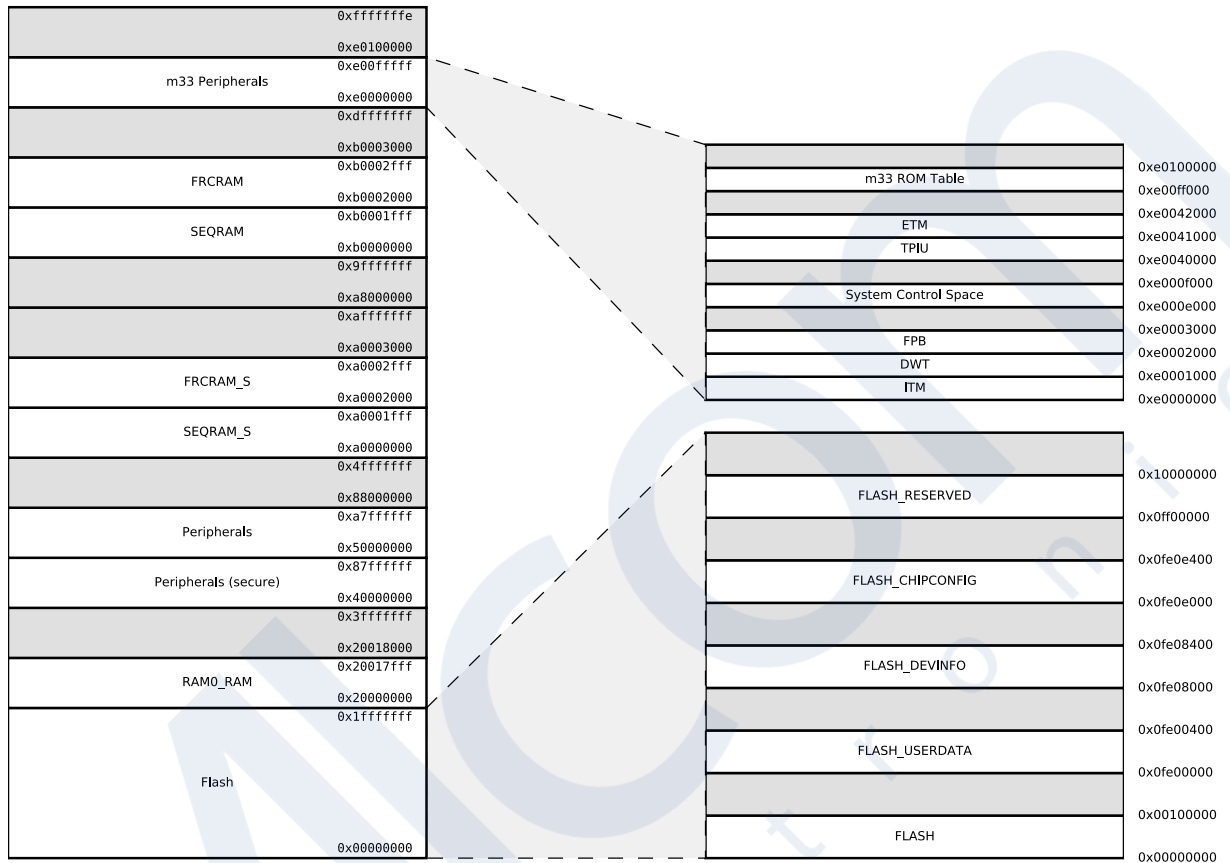 0xfffffffe
0xe0100000
0xe00fffff
m33 Peripherals
0xe0000000
0xdfffffff
0xb0003000
0xb0002fff
FRCRAM
0xb0002000
0xb0001fff
SEQRAM
0xb0000000
0x9fffffff
0xa8000000
0xafffffff
0xa0003000
0xa0002fff
FRCRAM_S
0xa0002000
0xa0001fff
SEQRAM_S
0xa0000000
0x4fffffff
0x88000000
0xa7ffffff
Peripherals
0x50000000
0x87ffffff
Peripherals (secure)
0x40000000
0x3fffffff
0x20018000
0x20017fff
RAM0_RAM
0x20000000
0x1fffffff
Flash
0x00000000
0xe0100000
m33 ROM Table
0xe00ff000
0xe0042000
ETM
0xe0041000
TPIU
0xe0040000
0xe000f000
System Control Space
0xe000e000
0xe0003000
FPB
0xe0002000
DWT
0xe0001000
ITM
0xe0000000
0x10000000
FLASH_RESERVED
0x0ff00000
0x0fe0e400
FLASH_CHIPCONFIG
0x0fe0e000
0x0fe08400
FLASH_DEVINFO
0x0fe08000
0x0fe00400
FLASH_USERDATA
0x0fe00000
0x00100000
FLASH
0x00000000